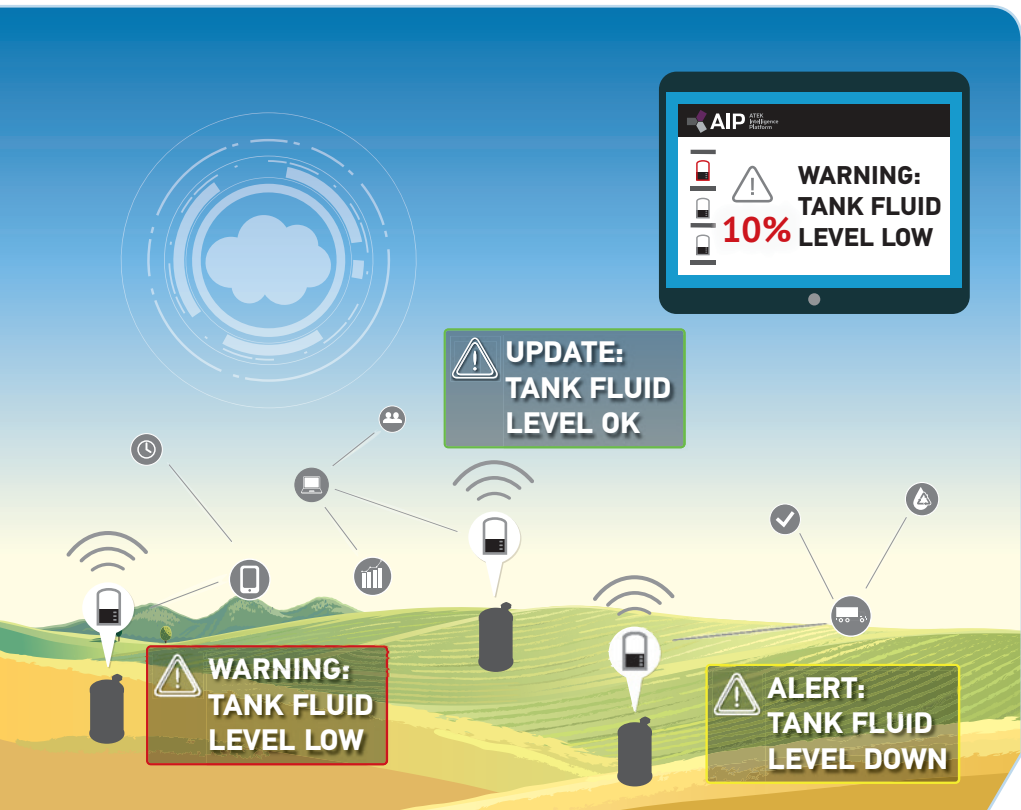 AIP ATEK
Intelligence
Platform
WARNING:
TANK FLUID
10% LEVEL LOW
UPDATE:
TANK FLUID
LEVEL OK
WARNING:
TANK FLUID
LEVEL LOW
ALERT:
TANK FLUID
LEVEL DOWN